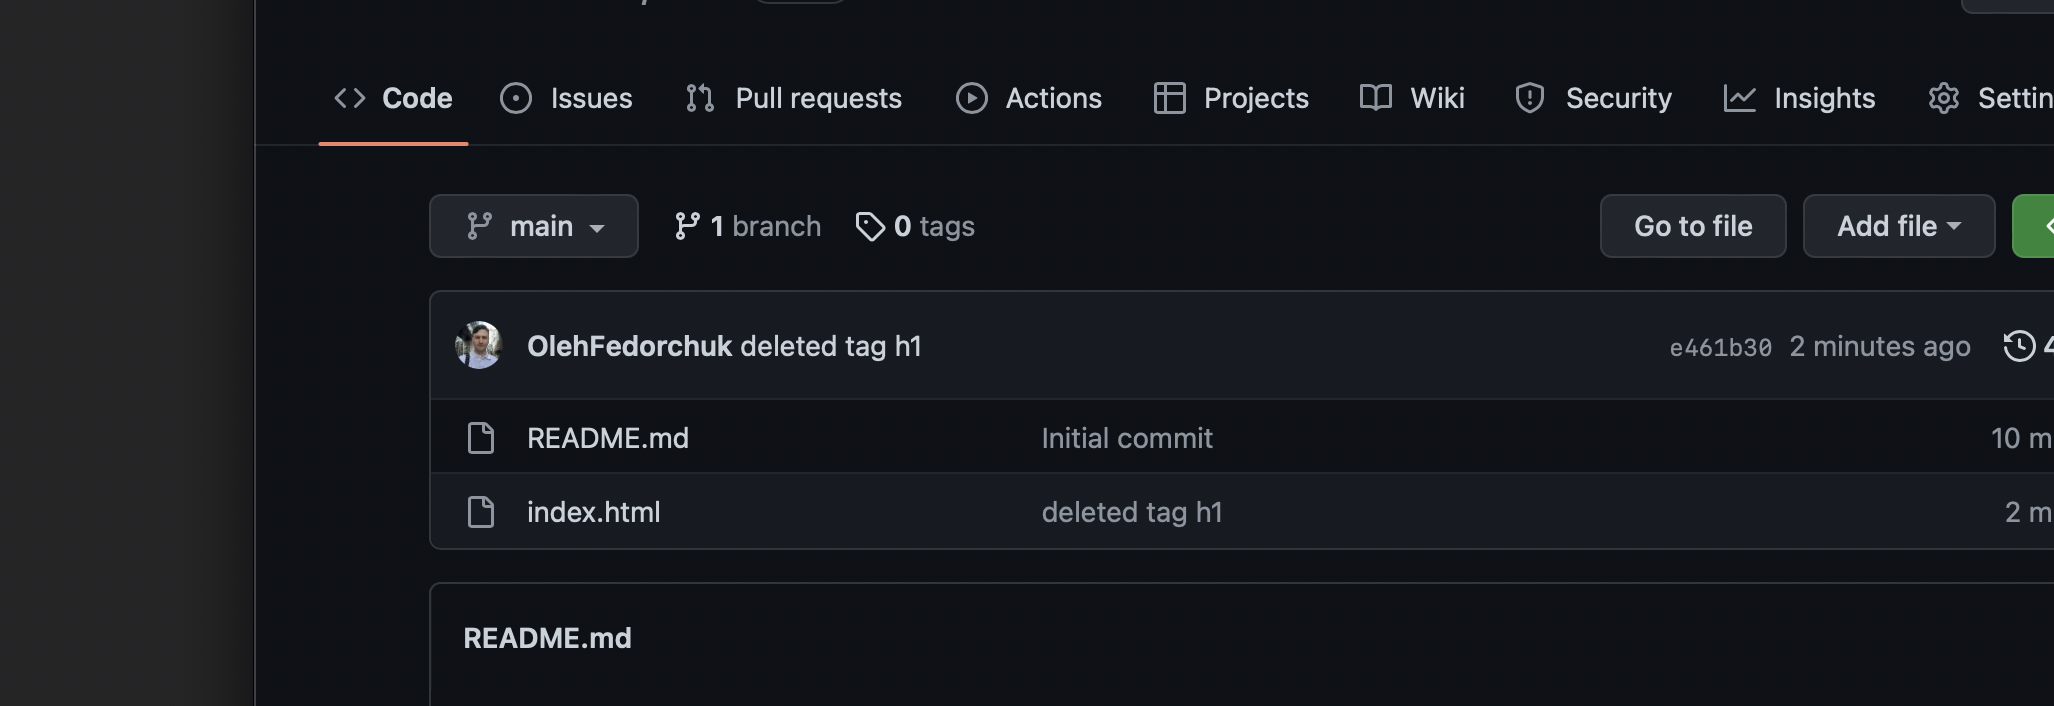 Code Issues Pull requests Actions Projects Wiki Security Insights
main 1 branch 0 tags Go to file Add file
OlehFedorchuk deleted tag h1 e461b30 2 minutes ago
README.md Initial commit 10 m
index.html deleted tag h1 2 m
README.md